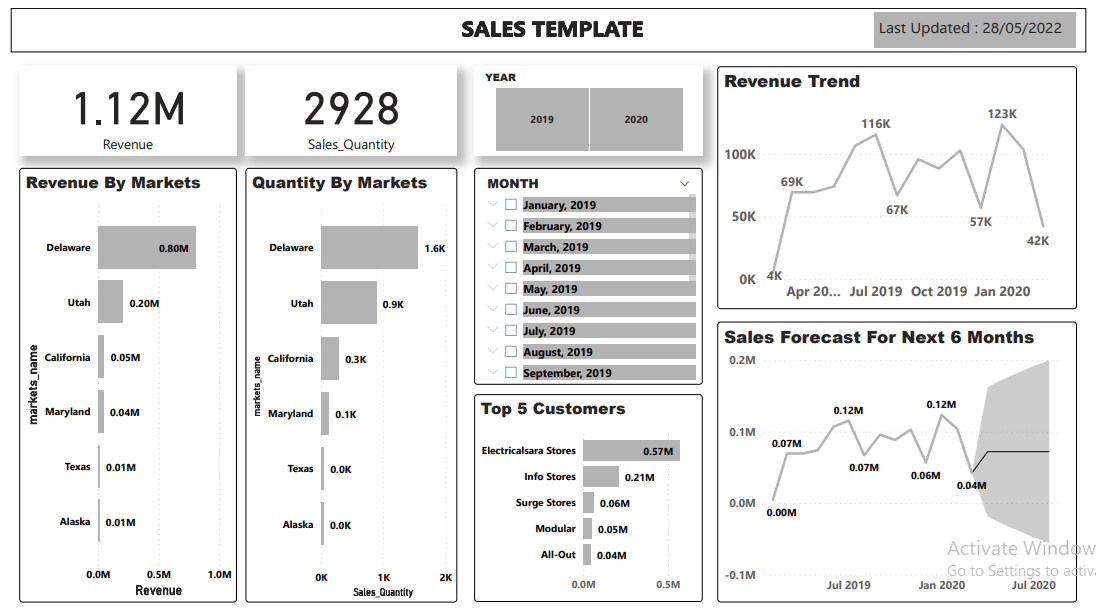 SALES TEMPLATE
Last Updated : 28/05/2022
1.12M
Revenue
2928
Sales_Quantity
YEAR
2019
2020
Revenue Trend
100K
50K
0K
4K
69K
116K
67K
57K
123K
42K
Apr 20...
Jul 2019
Oct 2019
Jan 2020
Revenue By Markets
markets_name
Delaware
0.80M
Utah
0.20M
California
0.05M
Maryland
0.04M
Texas
0.01M
Alaska
0.01M
0.0M
0.5M
1.0M
Revenue
Quantity By Markets
markets_name
Delaware
1.6K
Utah
0.9K
California
0.3K
Maryland
0.1K
Texas
0.0K
Alaska
0.0K
0K
1K
2K
Sales_Quantity
MONTH
January, 2019
February, 2019
March, 2019
April, 2019
May, 2019
June, 2019
July, 2019
August, 2019
September, 2019
Top 5 Customers
Electricalsara Stores
0.57M
Info Stores
0.21M
Surge Stores
0.06M
Modular
0.05M
All-Out
0.04M
0.0M
0.5M
Sales Forecast For Next 6 Months
0.2M
0.1M
0.0M
-0.1M
0.00M
0.07M
0.12M
0.07M
0.06M
0.12M
0.04M
Jul 2019
Jan 2020
Jul 2020
Activate Window
Go to Settings to activa